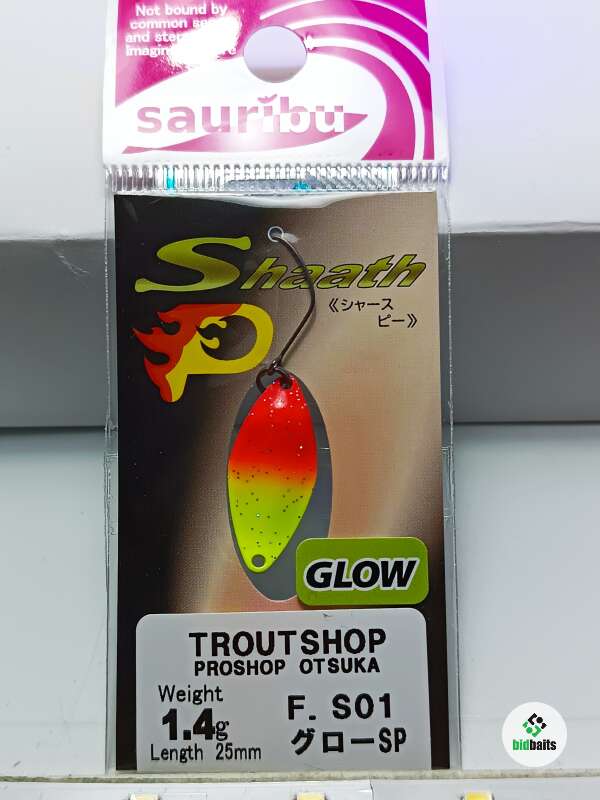 Not bound by
common
and
Imagin
sauribu
Shaath
《シャース
ピー》
P
GLOW
TROUTSHOP
PROSHOP OTSUKA
Weight
1.4g
Length 25mm
F. S01
グローSP
bidbaits